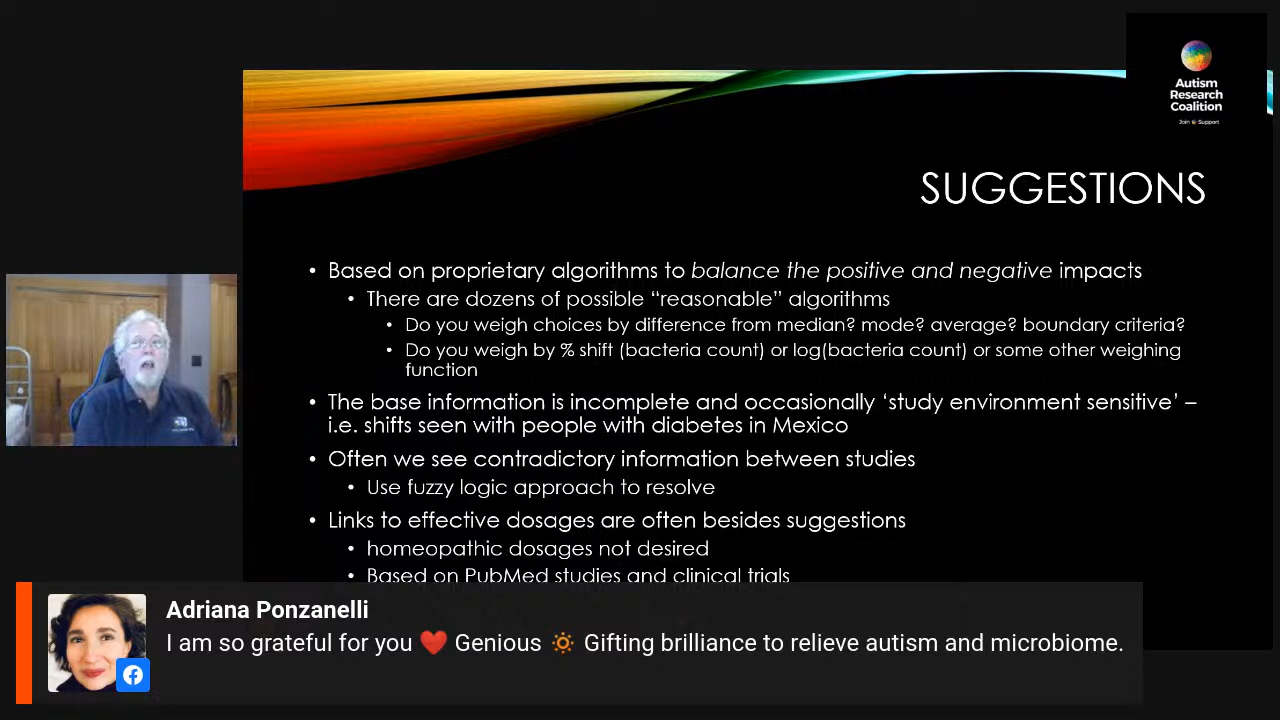 Autism
Research
Coalition
Join Support
SUGGESTIONS
• Based on proprietary algorithms to balance the positive and negative impacts
• There are dozens of possible “reasonable” algorithms
• Do you weigh choices by difference from median? mode? average? boundary criteria?
• Do you weigh by % shift (bacteria count) or log(bacteria count) or some other weighing
function
• The base information is incomplete and occasionally ‘study environment sensitive’ –
i.e. shifts seen with people with diabetes in Mexico
• Often we see contradictory information between studies
• Use fuzzy logic approach to resolve
• Links to effective dosages are often besides suggestions
• homeopathic dosages not desired
• Based on PubMed studies and clinical trials
Adriana Ponzanelli
I am so grateful for you ❤️ Genious 🔅 Gifting brilliance to relieve autism and microbiome.